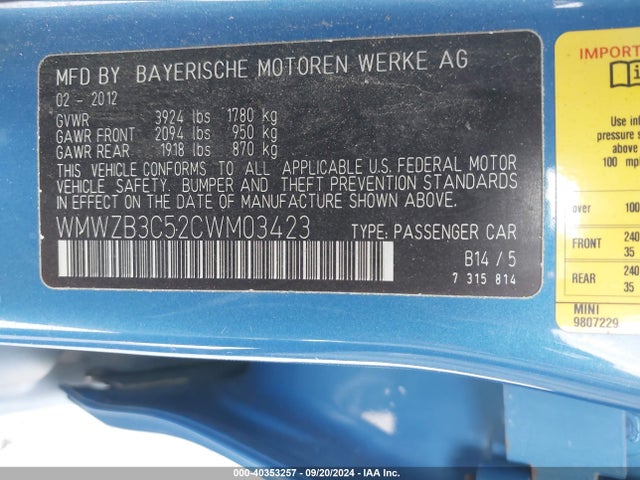 MFD BY BAYERISCHE MOTOREN WERKE AG
02 - 2012
GVWR 3924 lbs 1780 kg
GAWR FRONT 2094 lbs 950 kg
GAWR REAR 1918 lbs 870 kg
THIS VEHICLE CONFORMS TO ALL APPLICABLE U.S. FEDERAL MOTOR
VEHICLE SAFETY, BUMPER AND THEFT PREVENTION STANDARDS
IN EFFECT ON THE DATE OF MANUFACTURE SHOWN ABOVE.
WMWZB3C52CWM03423 TYPE: PASSENGER CAR
B14 / 5
7 315 814
IMPORT
Use
pressure
above
100 mp
over 100
FRONT 240
35
REAR 240
35
MINI
9807229
000-40353257 - 09/20/2024 - IAAI.COM